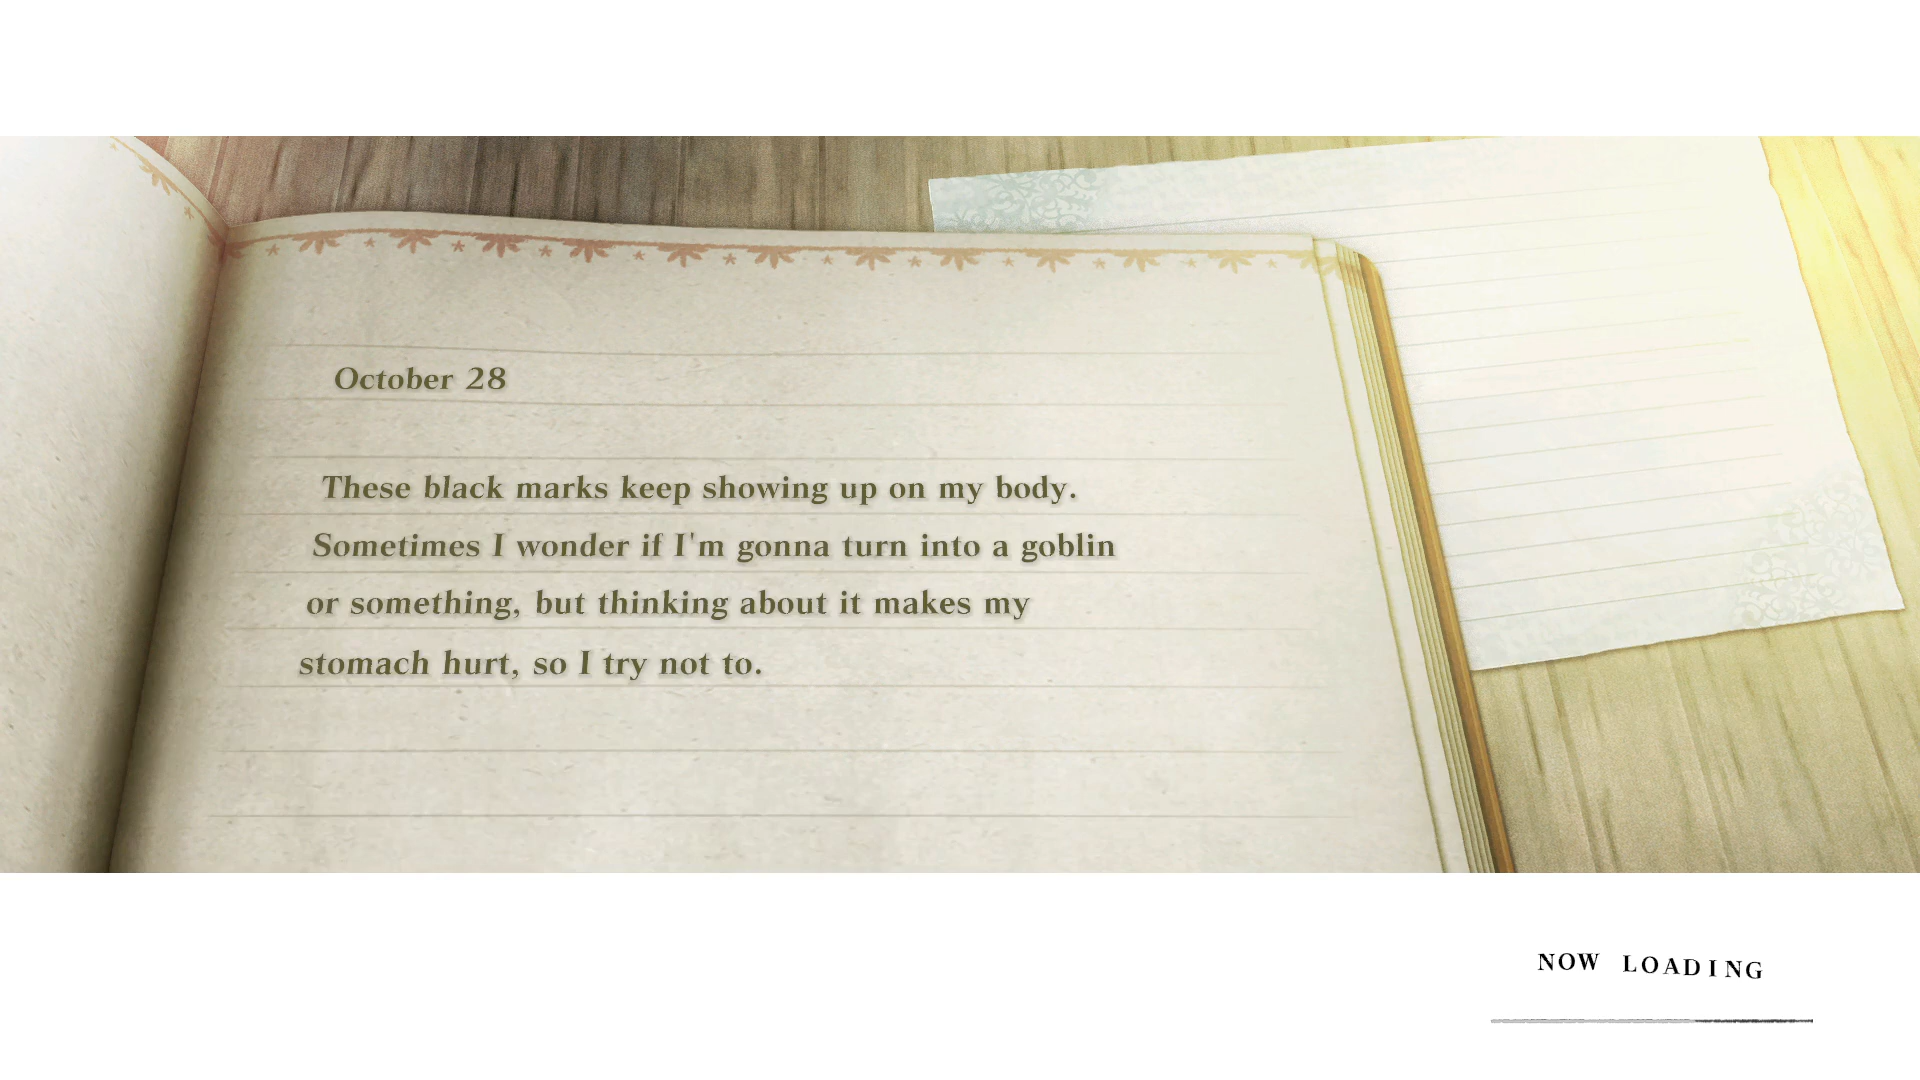 October 28
These black marks keep showing up on my body.
Sometimes I wonder if I'm gonna turn into a goblin
or something, but thinking about it makes my
stomach hurt, so I try not to.
NOW LOADING